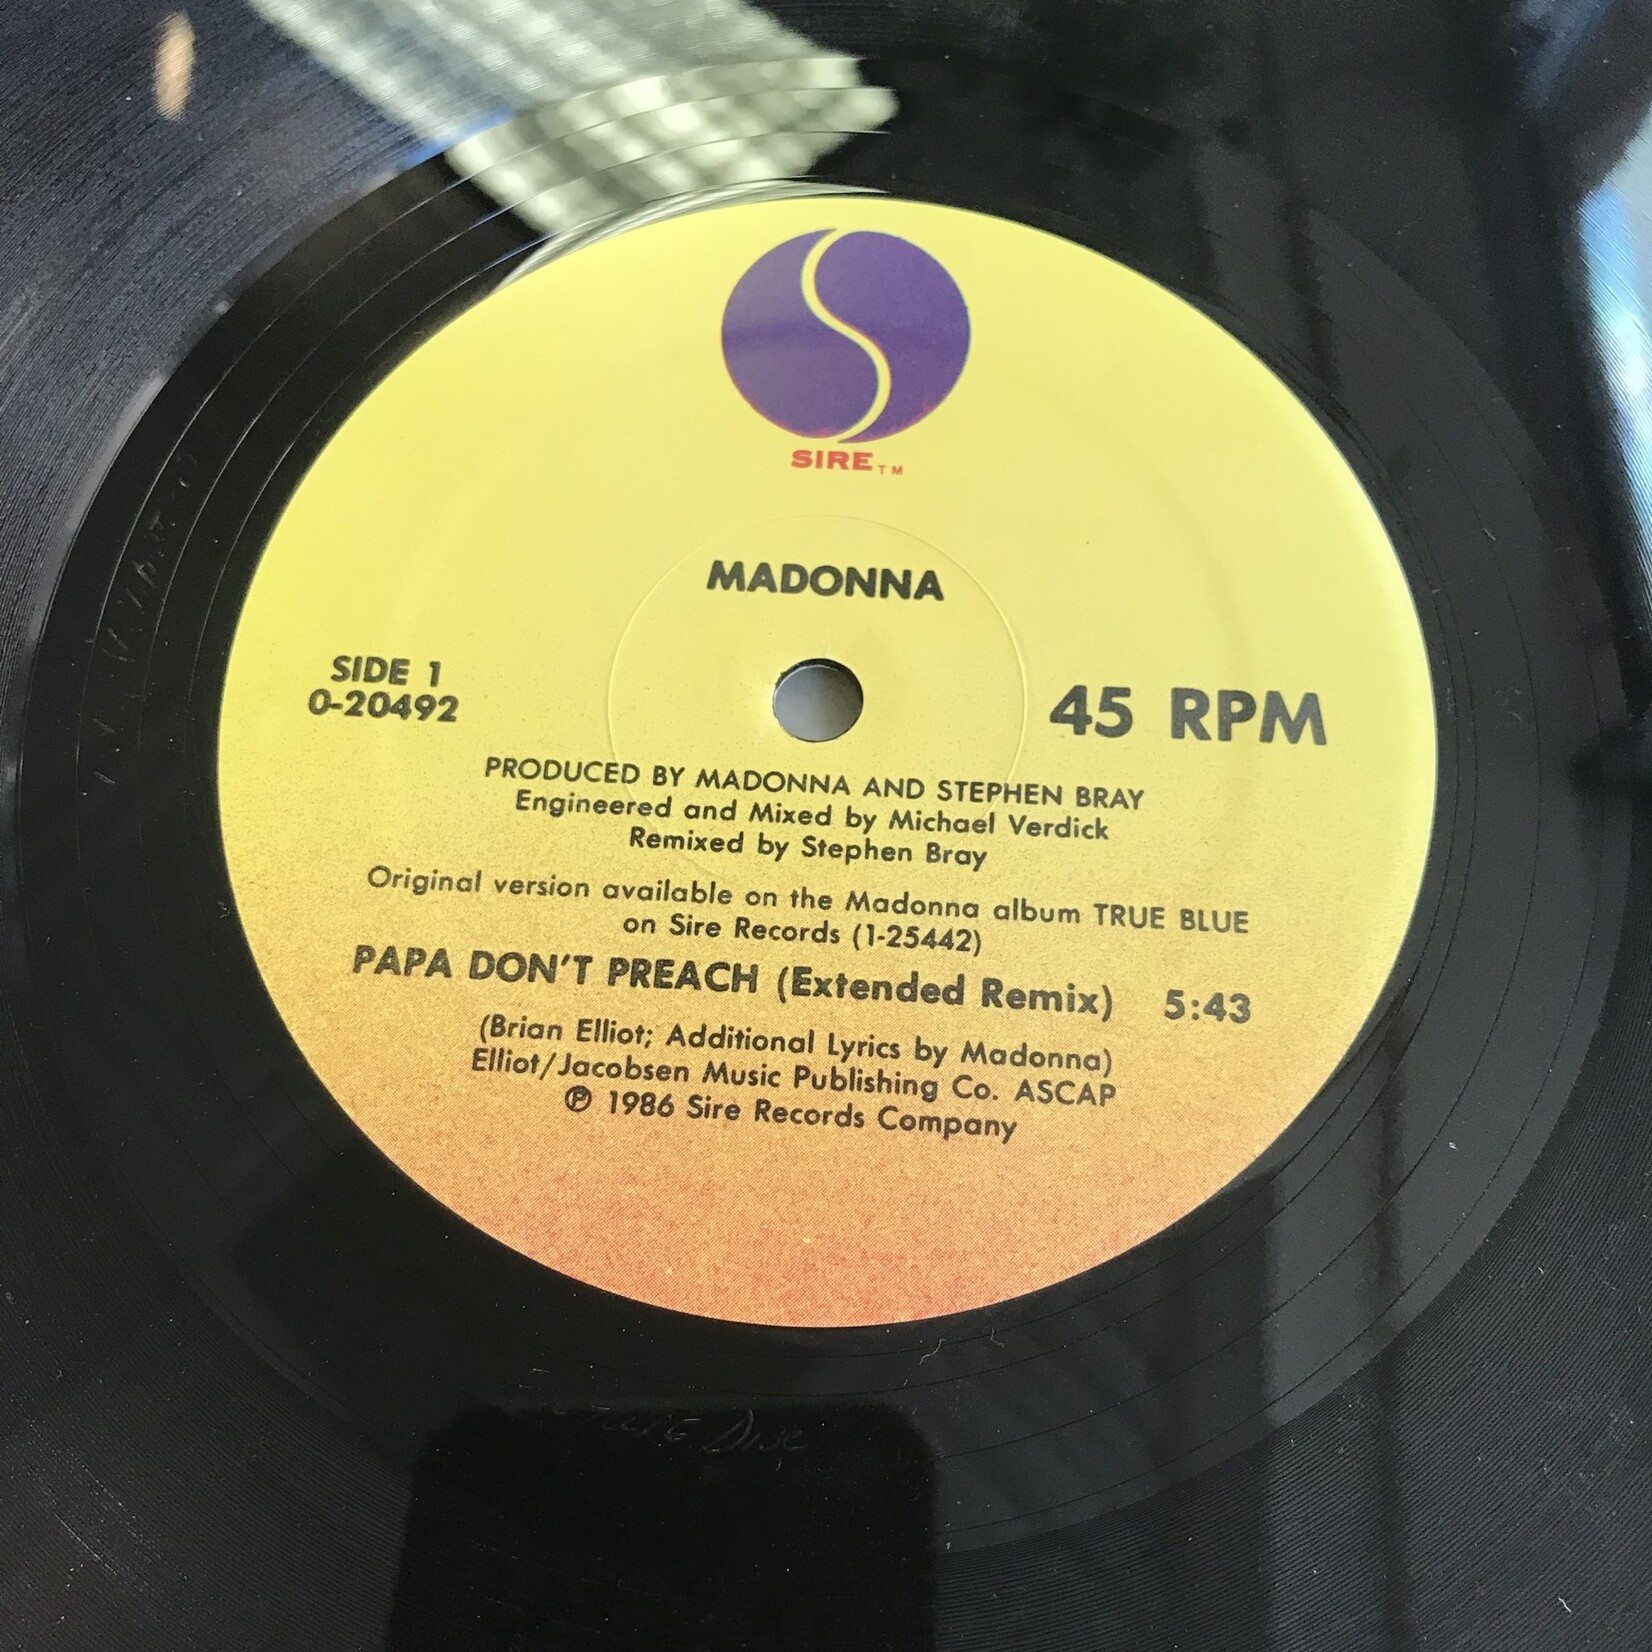 SIRE TM
MADONNA
SIDE 1
0-20492
45 RPM
PRODUCED BY MADONNA AND STEPHEN BRAY
Engineered and Mixed by Michael Verdick
Remixed by Stephen Bray
Original version available on the Madonna album TRUE BLUE
on Sire Records (1-25442)
PAPA DON'T PREACH (Extended Remix) 5:43
(Brian Elliot; Additional Lyrics by Madonna)
Elliot/Jacobsen Music Publishing Co. ASCAP
℗ 1986 Sire Records Company
Disc